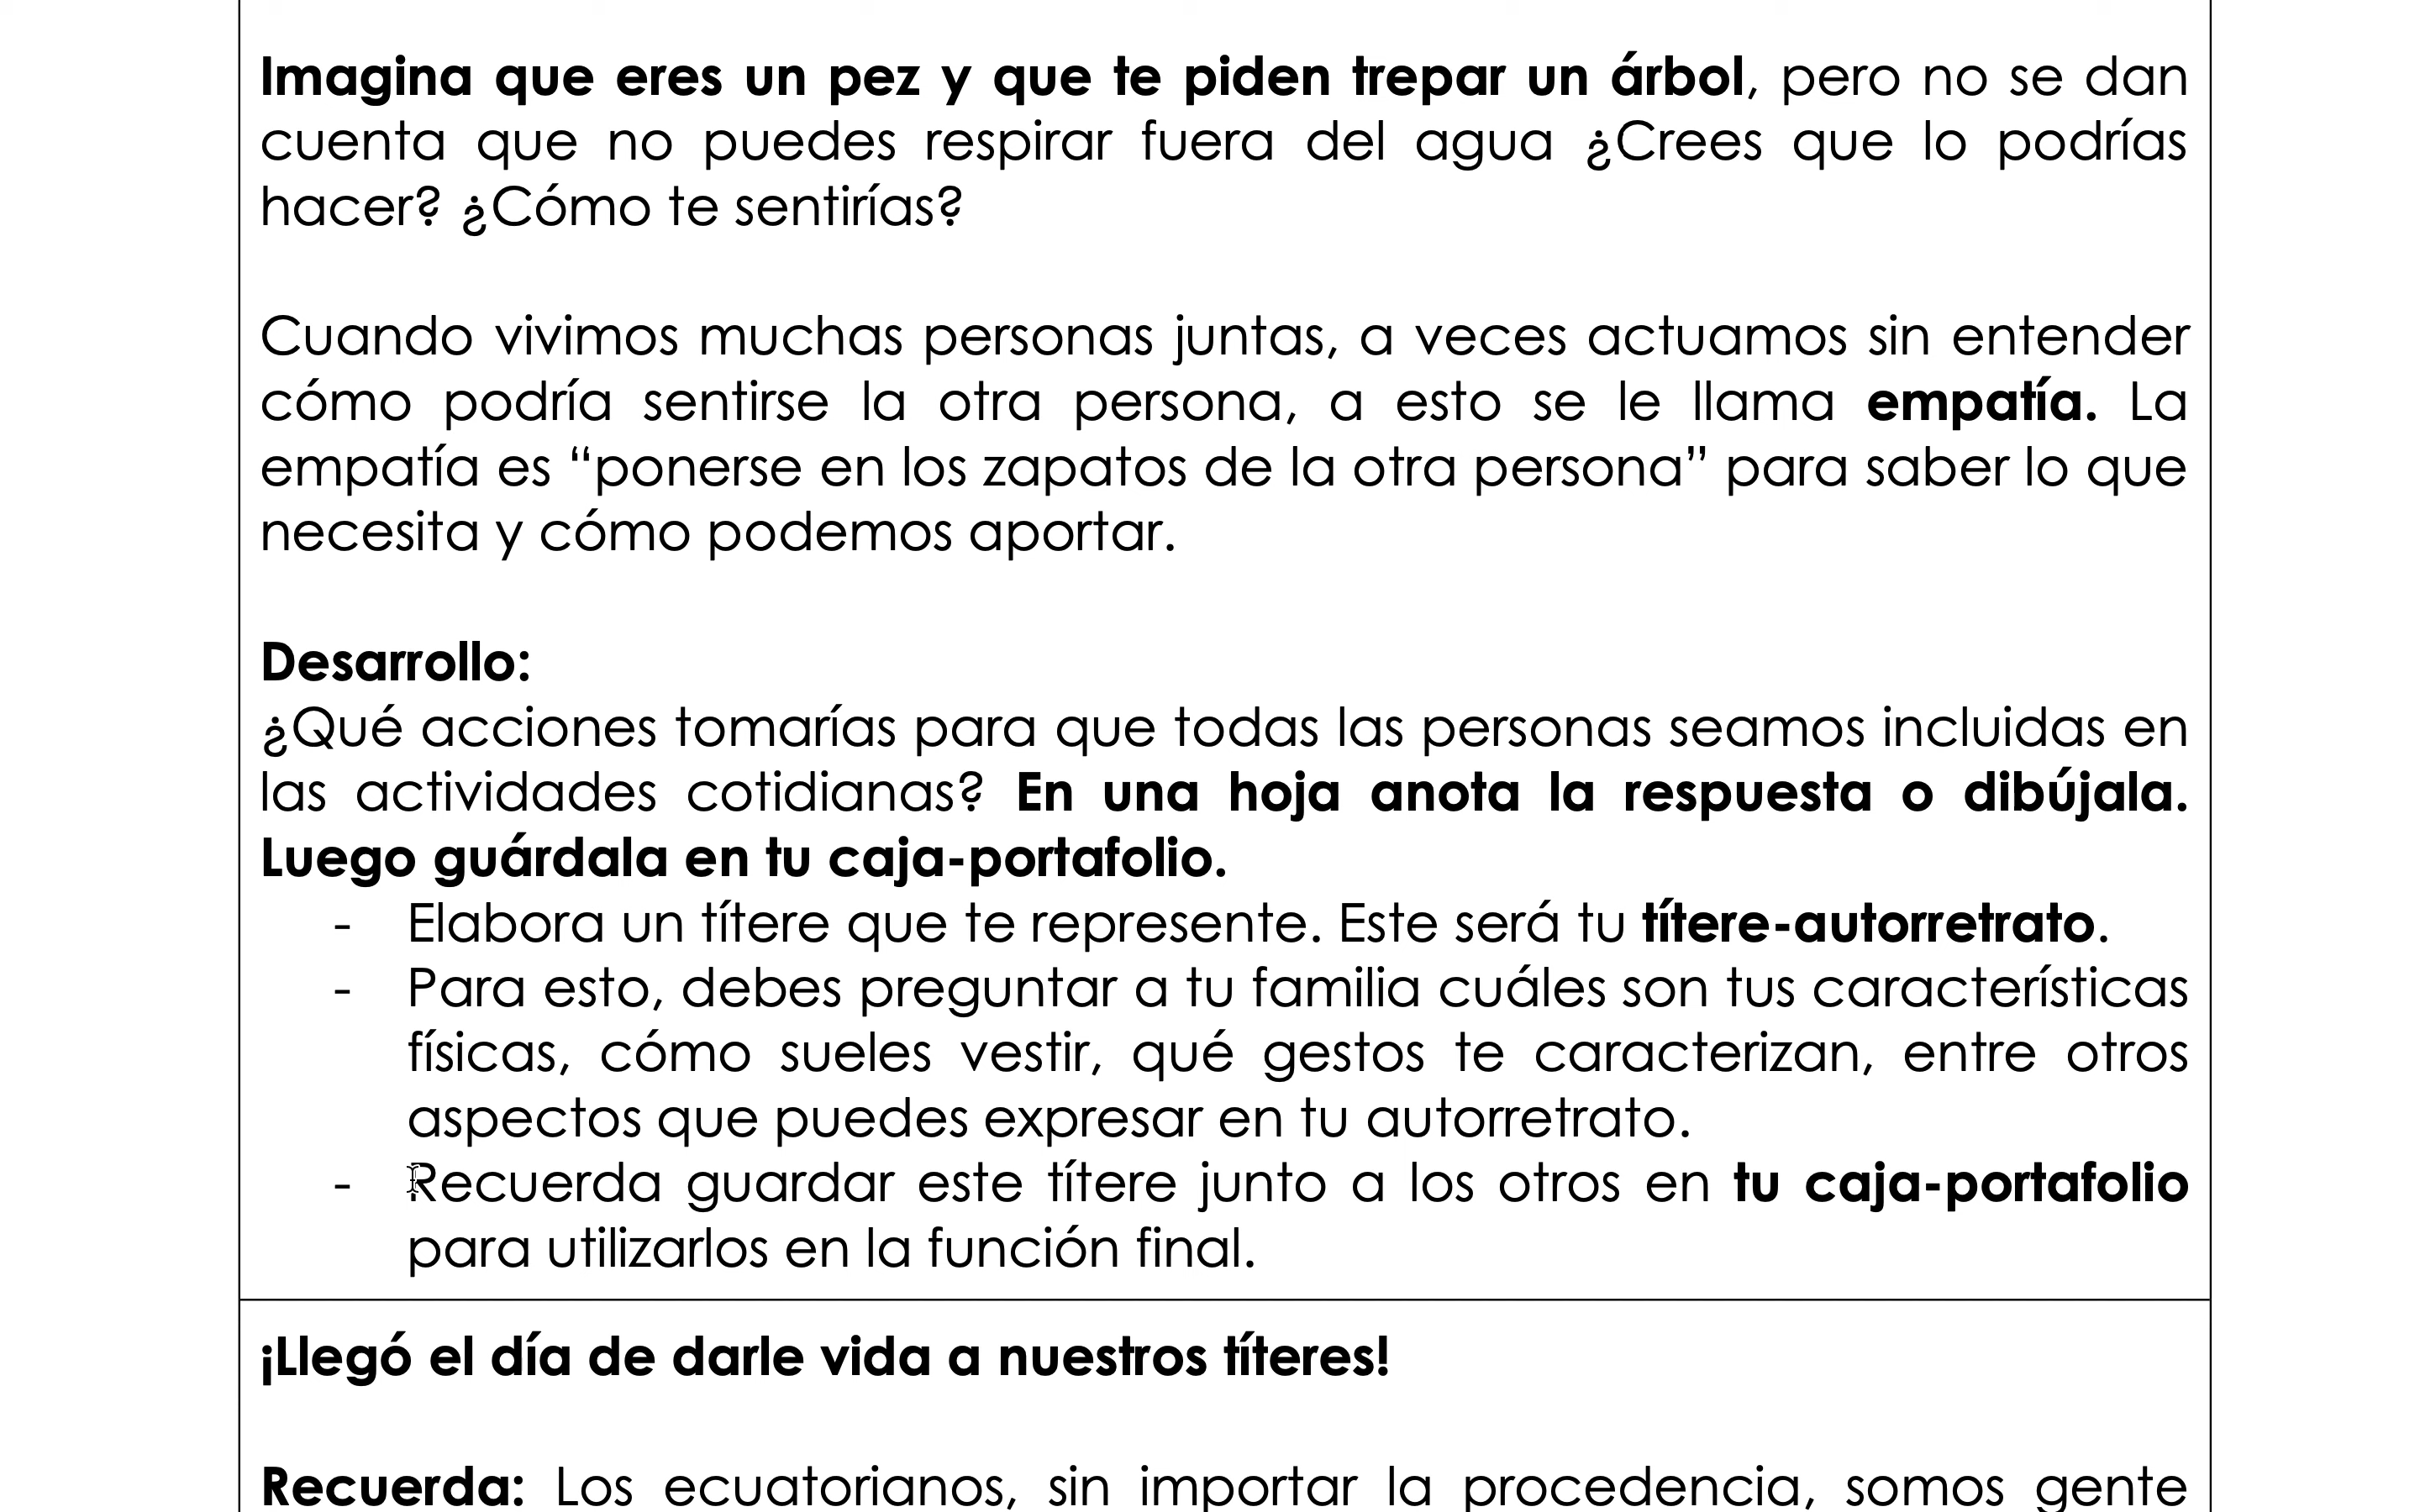 Imagina que eres un pez y que te piden trepar un árbol, pero no se dan
cuenta que no puedes respirar fuera del agua ¿Crees que lo podrías
hacer? ¿Cómo te sentirías?
Cuando vivimos muchas personas juntas, a veces actuamos sin entender
cómo podría sentirse la otra persona, a esto se le llama empatía. La
empatía es “ponerse en los zapatos de la otra persona” para saber lo que
necesita y cómo podemos aportar.
Desarrollo:
¿Qué acciones tomarías para que todas las personas seamos incluidas en
las actividades cotidianas? En una hoja anota la respuesta o dibújala.
Luego guárdala en tu caja-portafolio.
- Elabora un títere que te represente. Este será tu títere-autorretrato.
- Para esto, debes preguntar a tu familia cuáles son tus características
físicas, cómo sueles vestir, qué gestos te caracterizan, entre otros
aspectos que puedes expresar en tu autorretrato.
- Recuerda guardar este títere junto a los otros en tu caja-portafolio
para utilizarlos en la función final.
¡Llegó el día de darle vida a nuestros títeres!
Recuerda: Los ecuatorianos, sin importar la procedencia, somos gente